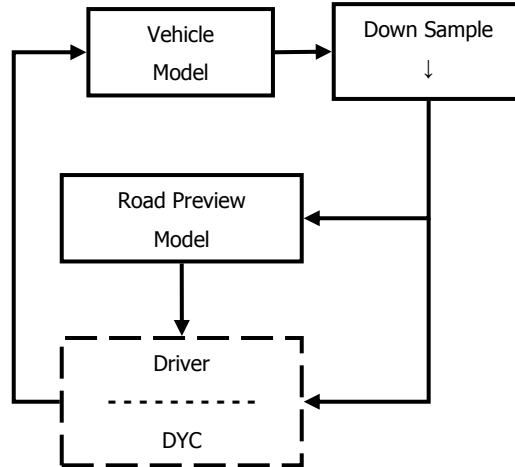 Vehicle
Model
Down Sample
↓
Road Preview
Model
Driver
DYC